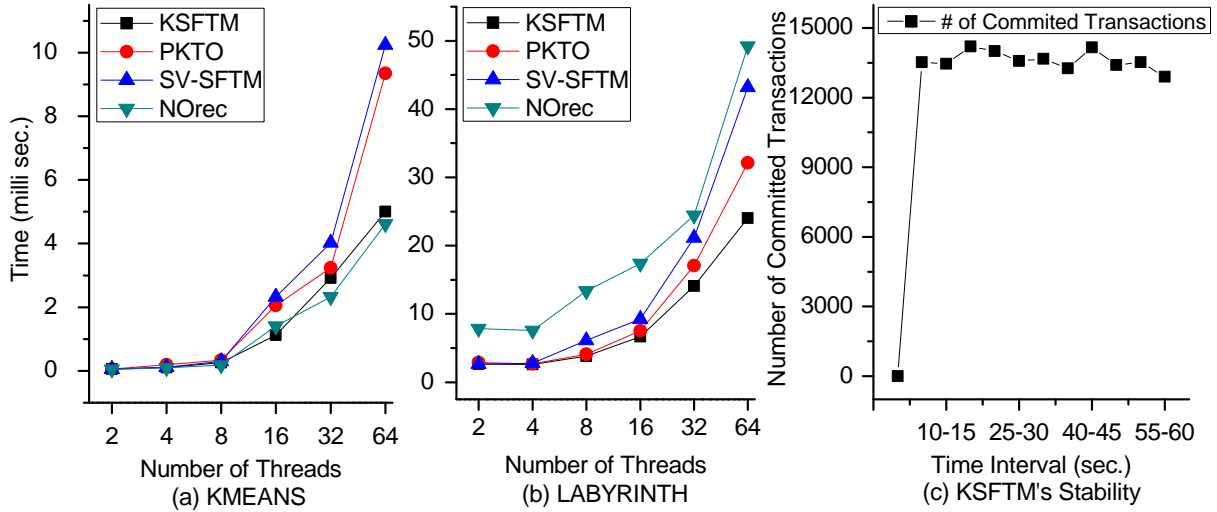 KSFTM
PKTO
SV-SFTM
NOrec
10
8
6
4
2
0
Time (milli sec.)
2 4 8 16 32 64
Number of Threads
(a) KMEANS
KSFTM
PKTO
SV-SFTM
NOrec
50
40
30
20
10
0
2 4 8 16 32 64
Number of Threads
(b) LABYRINTH
# of Commited Transactions
15000
12000
9000
6000
3000
0
Number of Committed Transactions
10-15 25-30 40-45 55-60
Time Interval (sec.)
(c) KSFTM's Stability